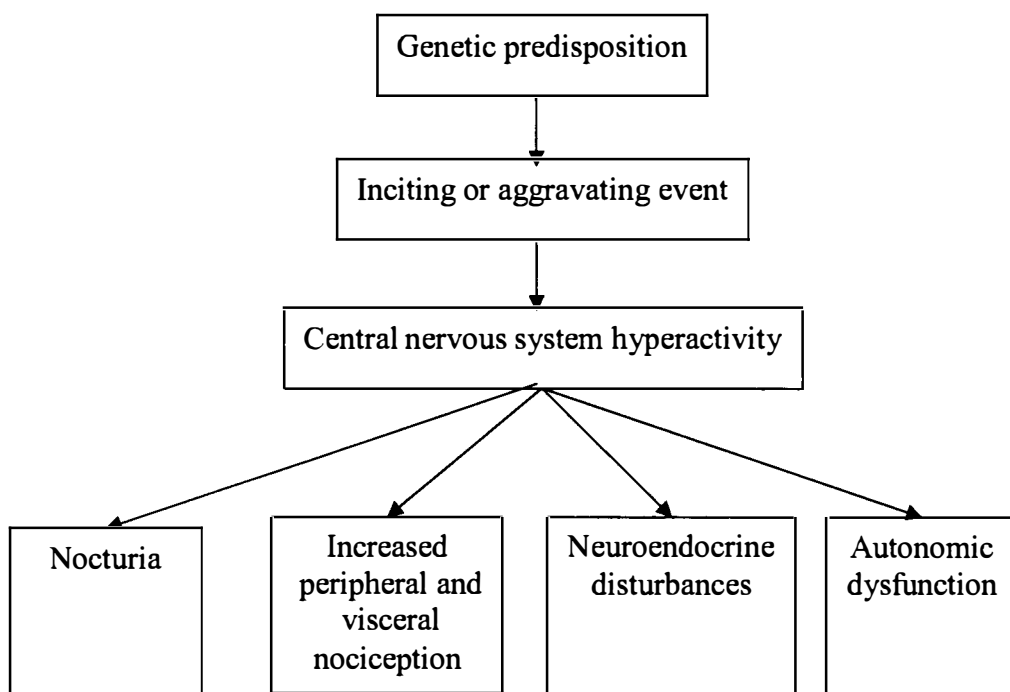 Genetic predisposition
Inciting or aggravating event
Central nervous system hyperactivity
Nocturia
Increased
peripheral and
visceral
nociception
Neuroendocrine
disturbances
Autonomic
dysfunction